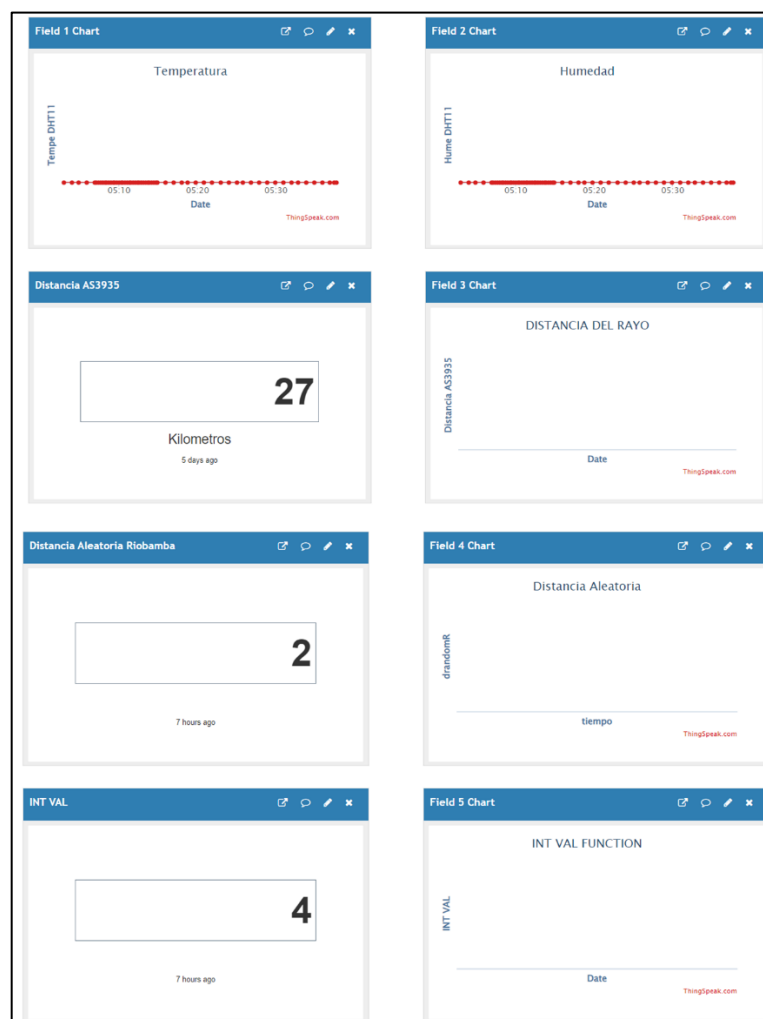 Field 1 Chart
Temperatura
Tempe DHT11
05:10 05:20 05:30
Date
ThingSpeak.com
Field 2 Chart
Humedad
Hume DHT11
05:10 05:20 05:30
Date
ThingSpeak.com
Distancia AS3935
27
Kilometros
5 days ago
Field 3 Chart
DISTANCIA DEL RAYO
Distancia AS3935
Date
ThingSpeak.com
Distancia Aleatoria Riobamba
2
7 hours ago
Field 4 Chart
Distancia Aleatoria
drandomR
tiempo
ThingSpeak.com
INT VAL
4
7 hours ago
Field 5 Chart
INT VAL FUNCTION
INT VAL
Date
ThingSpeak.com